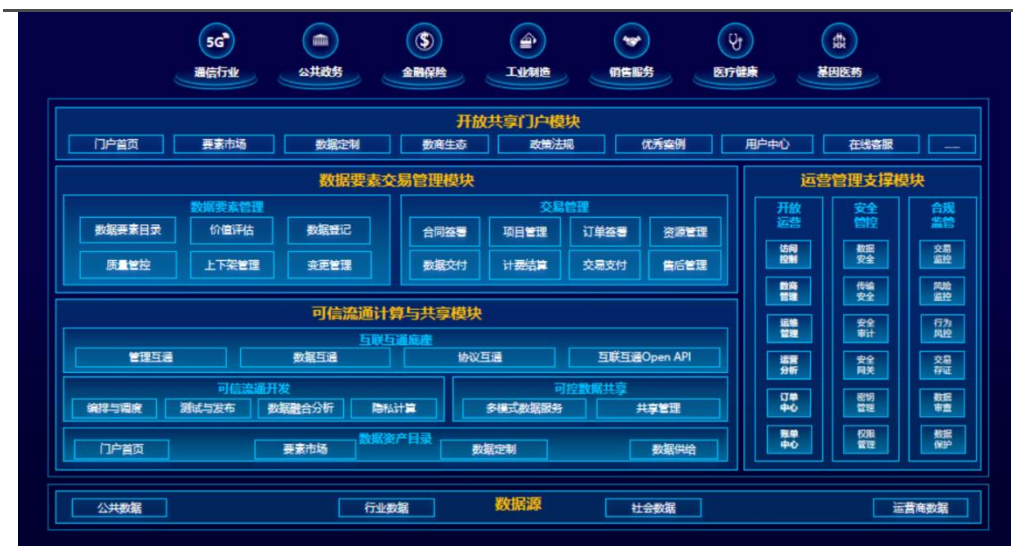 5G
通信行业 公共政务 金融保险 工业制造 销售服务 医疗健康 基因医药
开放共享门户模块
门户首页 要素市场 数据定制 数商生态 政策法规 优秀案例 用户中心 在线客服 ......
数据要素交易管理模块
数据要素管理
数据要素目录 价值评估 数据登记
质量管控 上下架管理 变更管理
交易管理
合同签署 项目管理 订单签署 资源管理
数据交付 计费结算 交易支付 售后管理
可信流通计算与共享模块
互联互通底座
管理互通 数据互通 协议互通 互联互通Open API
可信流通开发
编排与调度 测试与发布 数据融合分析 隐私计算
可控数据共享
多模式数据服务 共享管理
数据资产目录
门户首页 要素市场 数据定制 数据供给
运营管理支撑模块
开放
运营
访问
控制
数商
管理
运维
管理
运营
分析
订单
中心
账单
中心
安全
管控
数据
安全
传输
安全
安全
审计
安全
网关
密钥
管理
权限
管理
合规
监管
交易
监控
风险
监控
行为
风控
交易
存证
数据
审查
数据
保护
数据源
公共数据 行业数据 社会数据 运营商数据